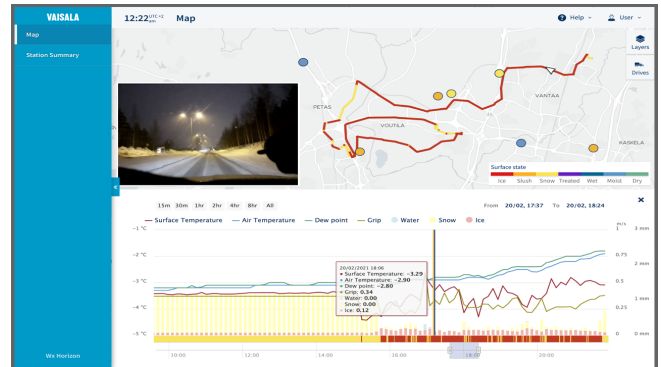 VAISALA
12:22 UTC +2 am
Map
Help
User
Map
Station Summary
Layers
Drives
PETAS
VANTAA
VOUTILA
45
KASKELA
Surface state
Ice Slush Snow Treated Wet Moist Dry
15m 30m 1hr 2hr 4hr 8hr All
From 20/02, 17:37 To 20/02, 18:24
Surface Temperature Air Temperature Dew point Grip Water Snow Ice
m/s
-1 °C 1 3 mm
-2 °C 0.75 2 mm
20/02/2021 18:06
Surface Temperature: -3.29
Air Temperature: -2.90
Dew point: -2.80
Grip: 0.34
Water: 0.00
Snow: 0.00
Ice: 0.12
-3 °C 0.5
-4 °C 0.25 1 mm
-5 °C 0 0 mm
10:00 12:00 14:00 16:00 18:00 20:00
Wx Horizon